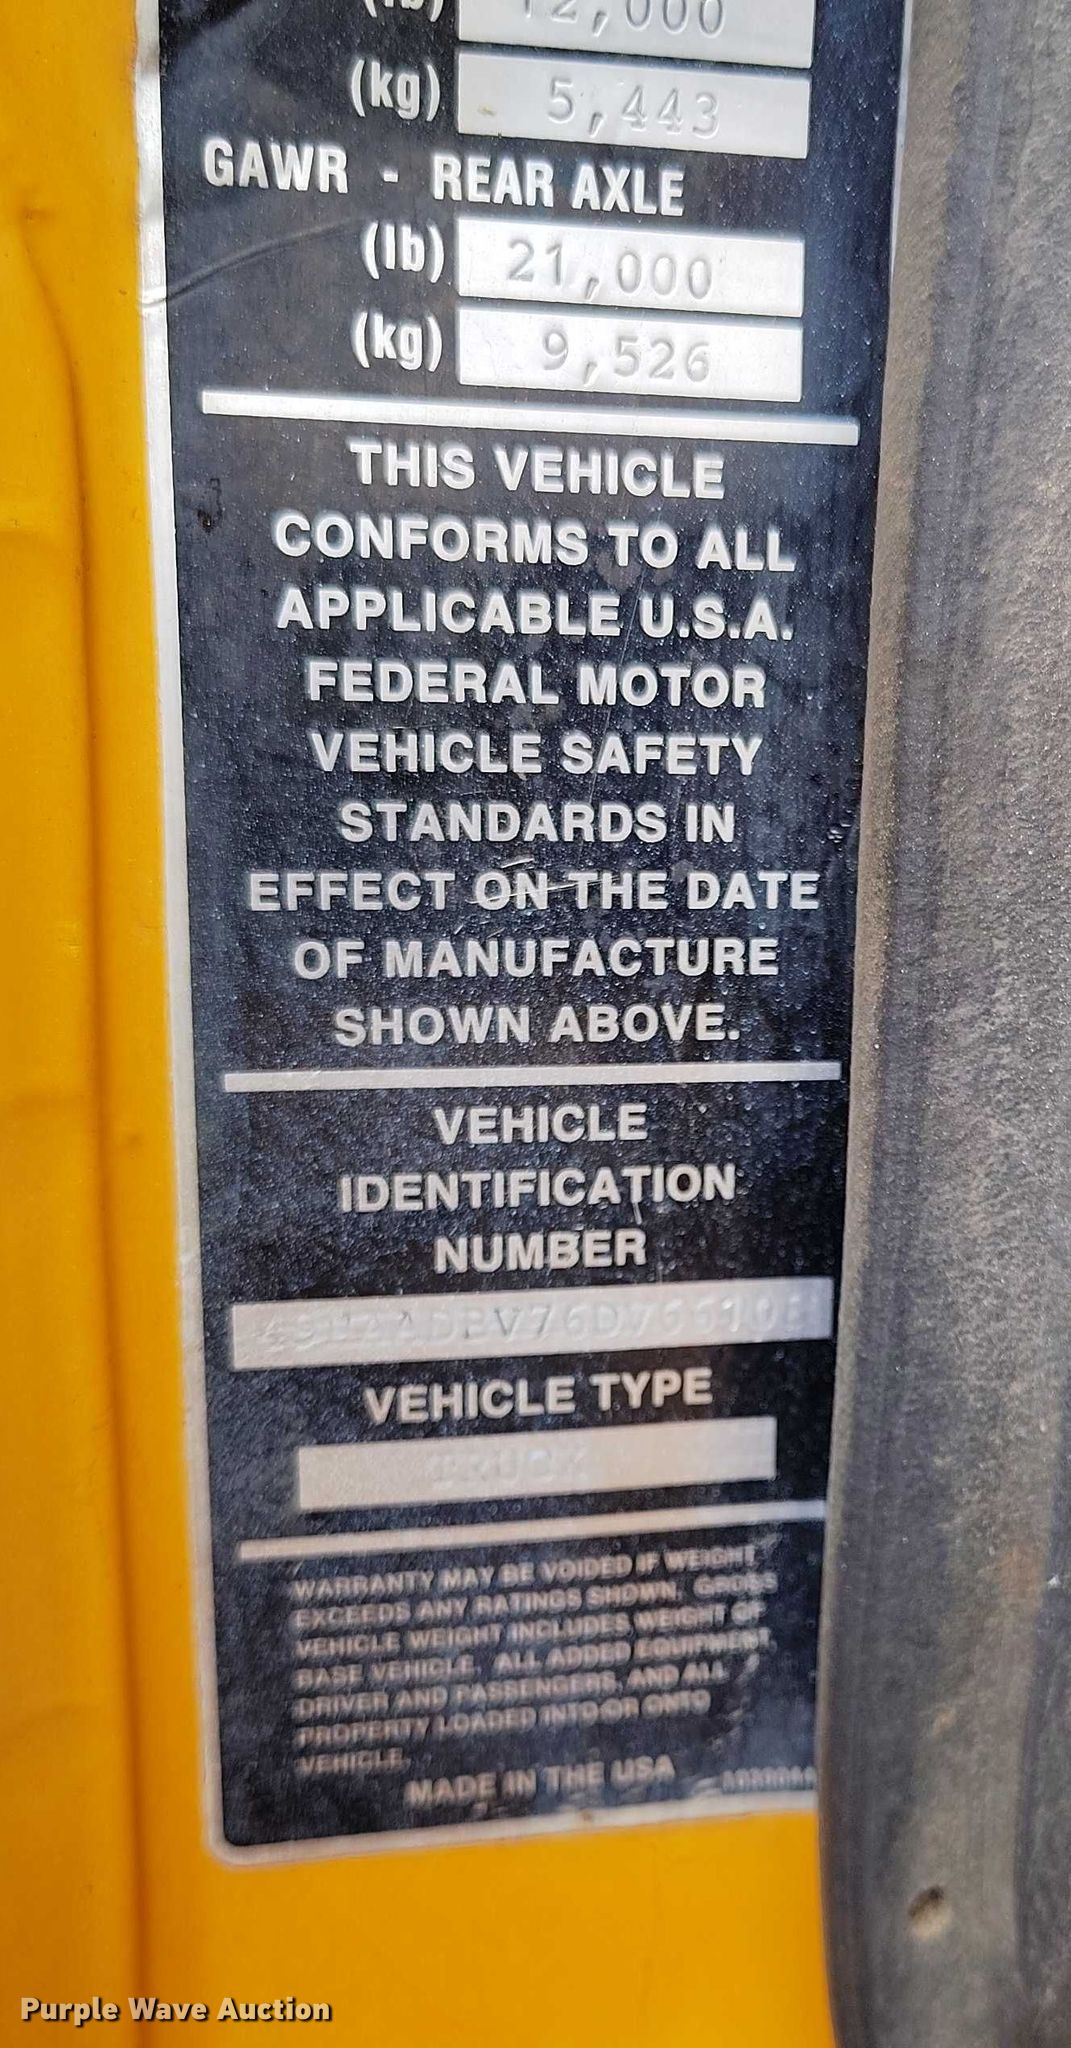 (lb) 12,000
(kg) 5,443
GAWR - REAR AXLE
(lb) 21,000
(kg) 9,526
THIS VEHICLE
CONFORMS TO ALL
APPLICABLE U.S.A.
FEDERAL MOTOR
VEHICLE SAFETY
STANDARDS IN
EFFECT ON THE DATE
OF MANUFACTURE
SHOWN ABOVE.
VEHICLE
IDENTIFICATION
NUMBER
VEHICLE TYPE
TRUCK
WARRANTY MAY BE VOIDED IF WEIGHT
EXCEEDS ANY RATINGS SHOWN. GROSS
VEHICLE WEIGHT INCLUDES WEIGHT OF
BASE VEHICLE, ALL ADDED EQUIPMENT,
DRIVER AND PASSENGERS, AND ALL
PROPERTY LOADED INTO OR ONTO
VEHICLE.
MADE IN THE USA
Purple Wave Auction